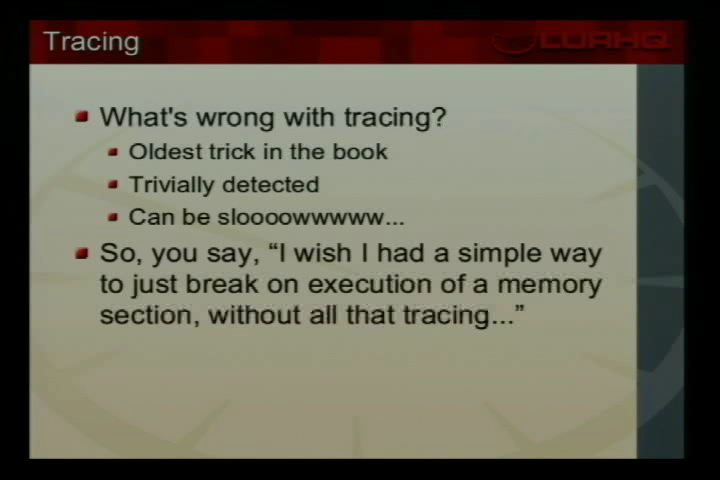 Tracing
LURHQ
What's wrong with tracing?
Oldest trick in the book
Trivially detected
Can be sloooowwwww...
So, you say, “I wish I had a simple way
to just break on execution of a memory
section, without all that tracing...”